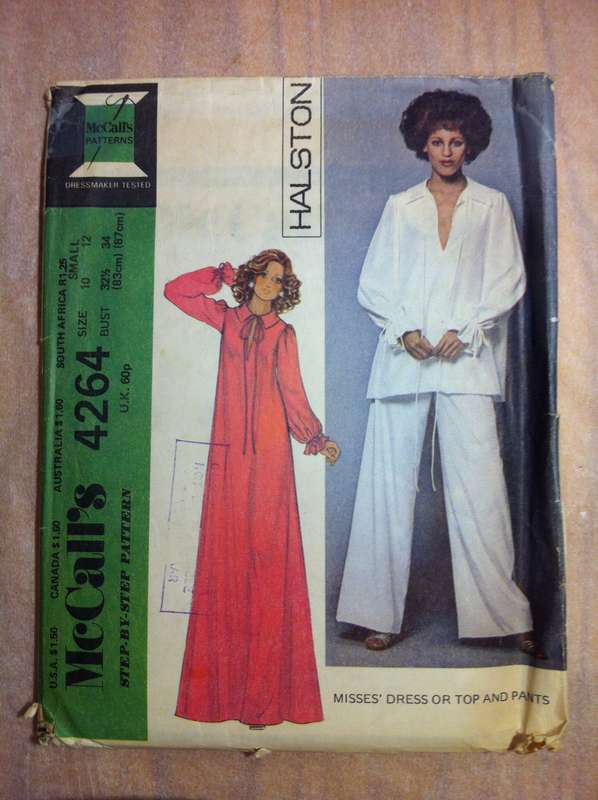 McCall's
PATTERNS
DRESSMAKER TESTED
HALSTON
SMALL
SIZE 10 12
BUST 32½ 34
(83cm) (87cm)
U.S.A. $1.50 CANADA $1.60 AUSTRALIA $1.60 SOUTH AFRICA R1.25
McCall's 4264
U.K. 60p
STEP-BY-STEP PATTERN
MISSES' DRESS OR TOP AND PANTS